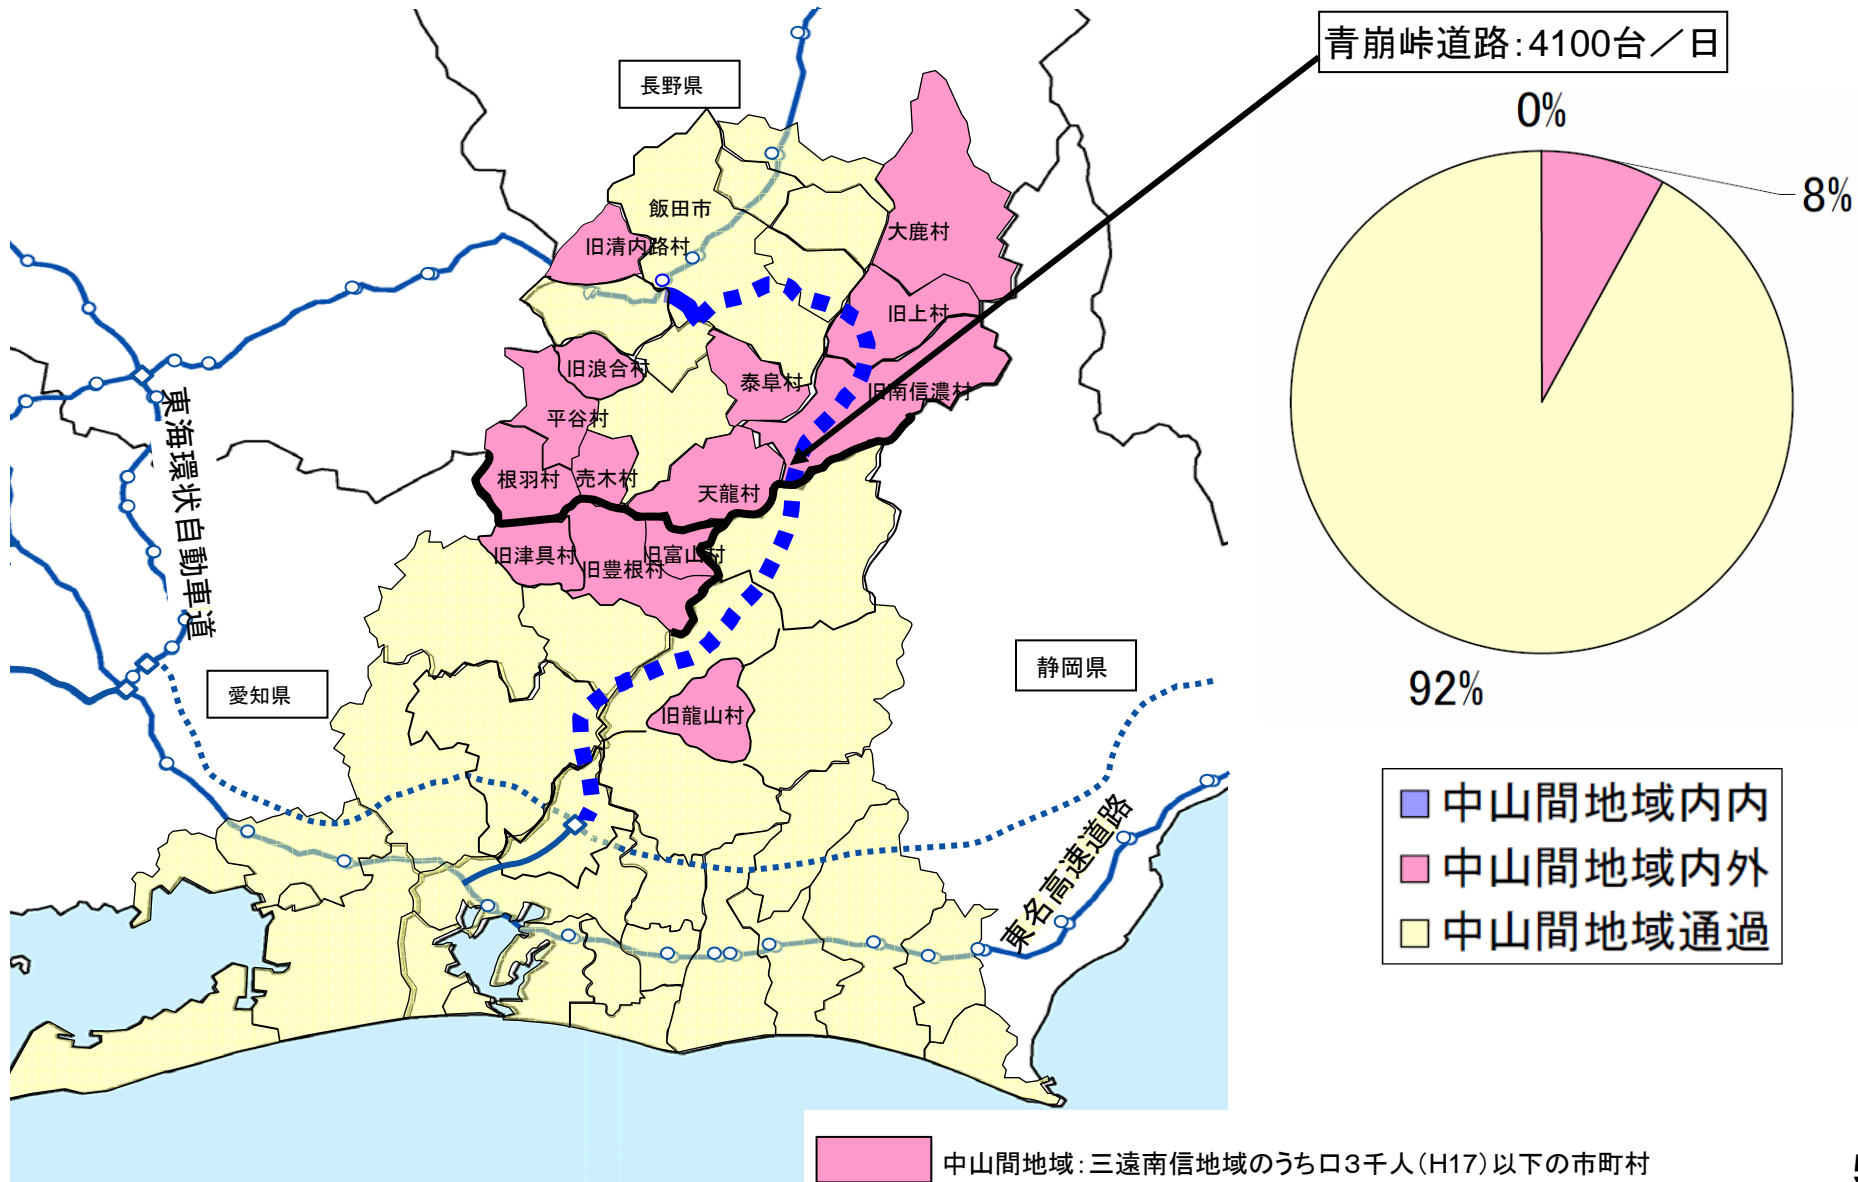 青崩峠道路：4100台／日
長野県
0%
8%
飯田市
大鹿村
旧清内路村
旧上村
旧浪合村
泰阜村
旧南信濃村
平谷村
根羽村
売木村
天龍村
東海環状自動車道
旧津具村
旧豊根村
旧富山村
静岡県
愛知県
旧龍山村
92%
中山間地域内内
中山間地域内外
中山間地域通過
東名高速道路
中山間地域：三遠南信地域のうち口3千人（H17）以下の市町村